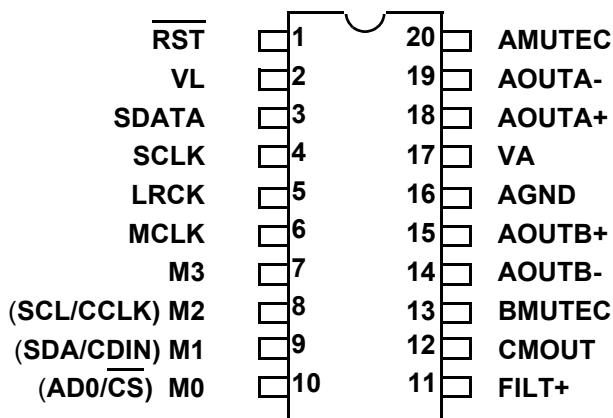 R̅S̅T̅ 1 20 AMUTEC
VL 2 19 AOUTA-
SDATA 3 18 AOUTA+
SCLK 4 17 VA
LRCK 5 16 AGND
MCLK 6 15 AOUTB+
M3 7 14 AOUTB-
(SCL/CCLK) M2 8 13 BMUTEC
(SDA/CDIN) M1 9 12 CMOUT
(AD0/C̅S̅) M0 10 11 FILT+